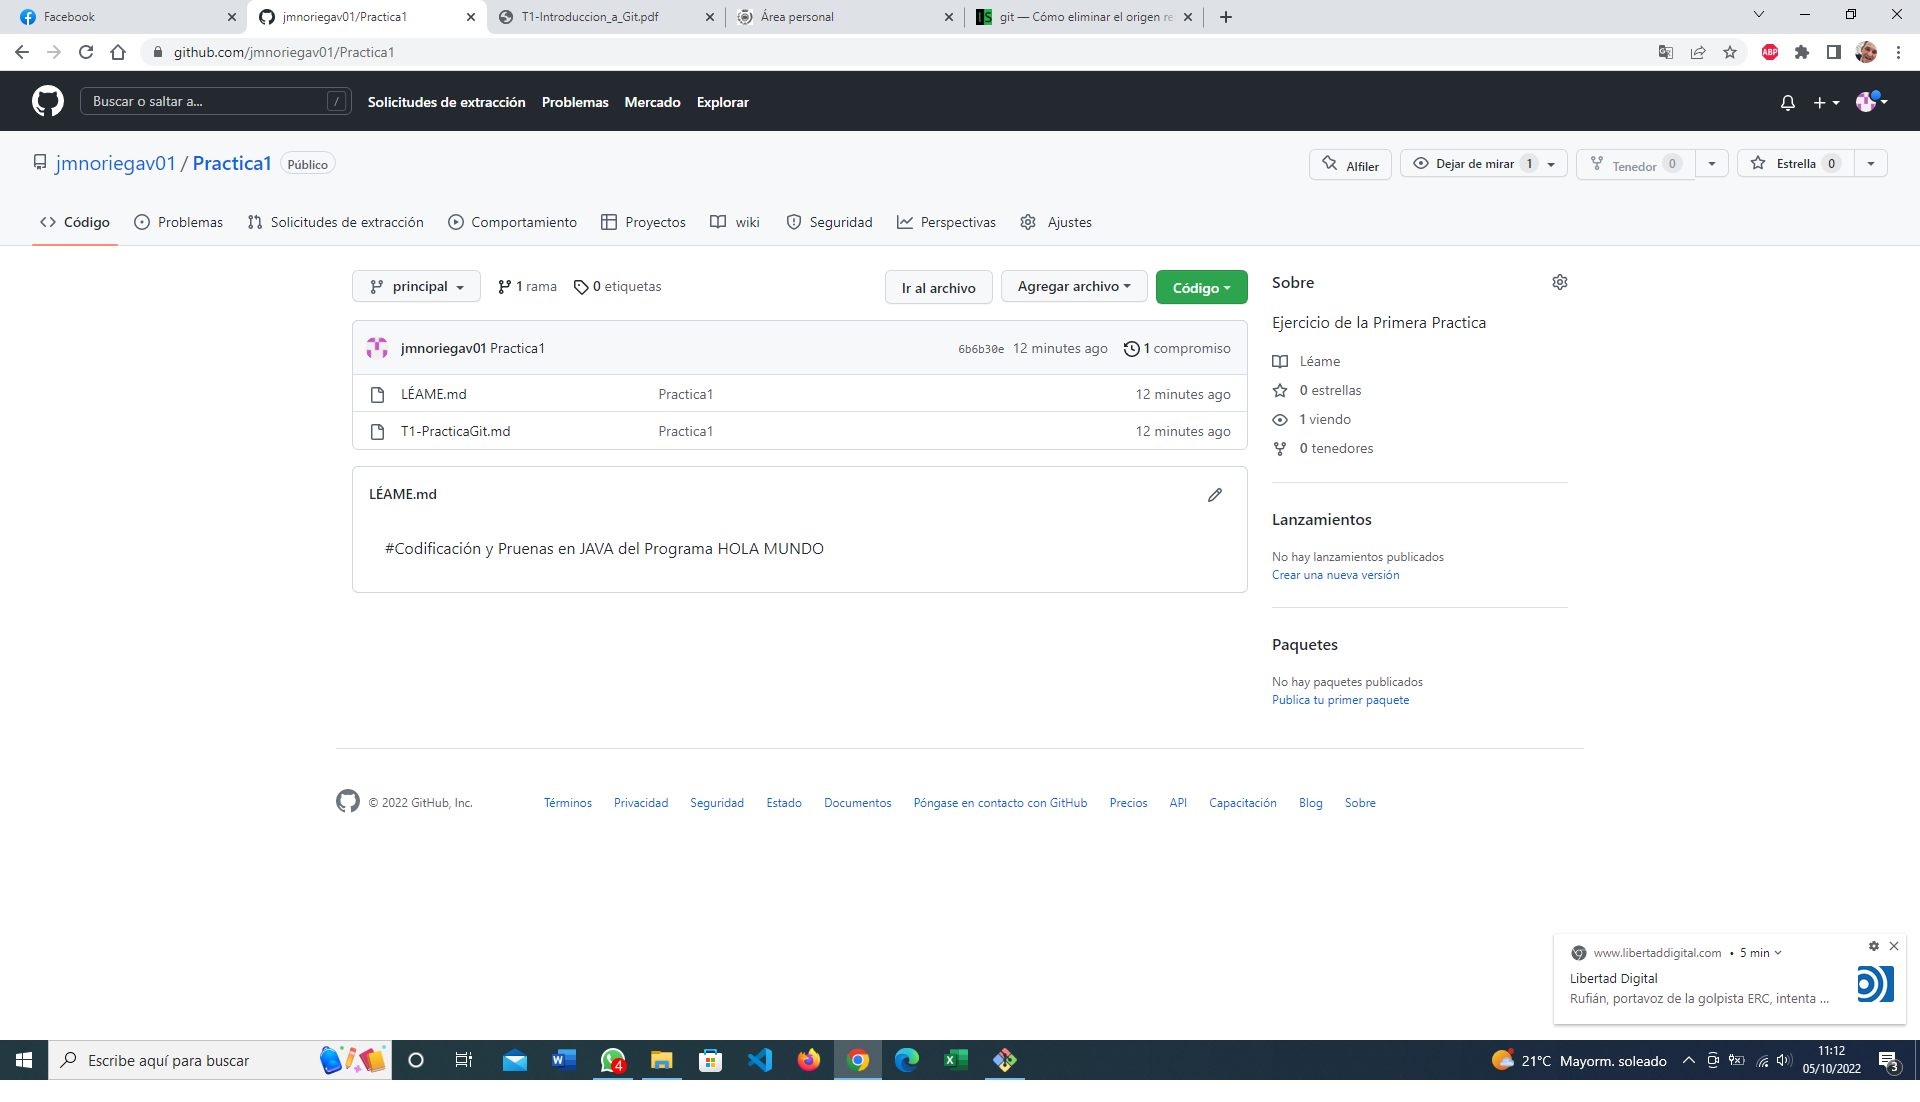 Facebook
jmnoriegav01/Practica1
T1-Introduccion_a_Git.pdf
Área personal
git — Cómo eliminar el origen re
github.com/jmnoriegav01/Practica1
ABP
Buscar o saltar a... /
Solicitudes de extracción Problemas Mercado Explorar
jmnoriegav01 / Practica1 Público
Alfiler Dejar de mirar 1 Tenedor 0 Estrella 0
Código Problemas Solicitudes de extracción Comportamiento Proyectos wiki Seguridad Perspectivas Ajustes
principal 1 rama 0 etiquetas Ir al archivo Agregar archivo Código
jmnoriegav01 Practica1 6b6b30e 12 minutes ago 1 compromiso
LÉAME.md Practica1 12 minutes ago
T1-PracticaGit.md Practica1 12 minutes ago
LÉAME.md
#Codificación y Pruenas en JAVA del Programa HOLA MUNDO
Sobre
Ejercicio de la Primera Practica
Léame
0 estrellas
1 viendo
0 tenedores
Lanzamientos
No hay lanzamientos publicados
Crear una nueva versión
Paquetes
No hay paquetes publicados
Publica tu primer paquete
© 2022 GitHub, Inc. Términos Privacidad Seguridad Estado Documentos Póngase en contacto con GitHub Precios API Capacitación Blog Sobre
www.libertaddigital.com • 5 min
Libertad Digital
Rufián, portavoz de la golpista ERC, intenta ...
Escribe aquí para buscar
4
21°C Mayorm. soleado
11:12
05/10/2022
3